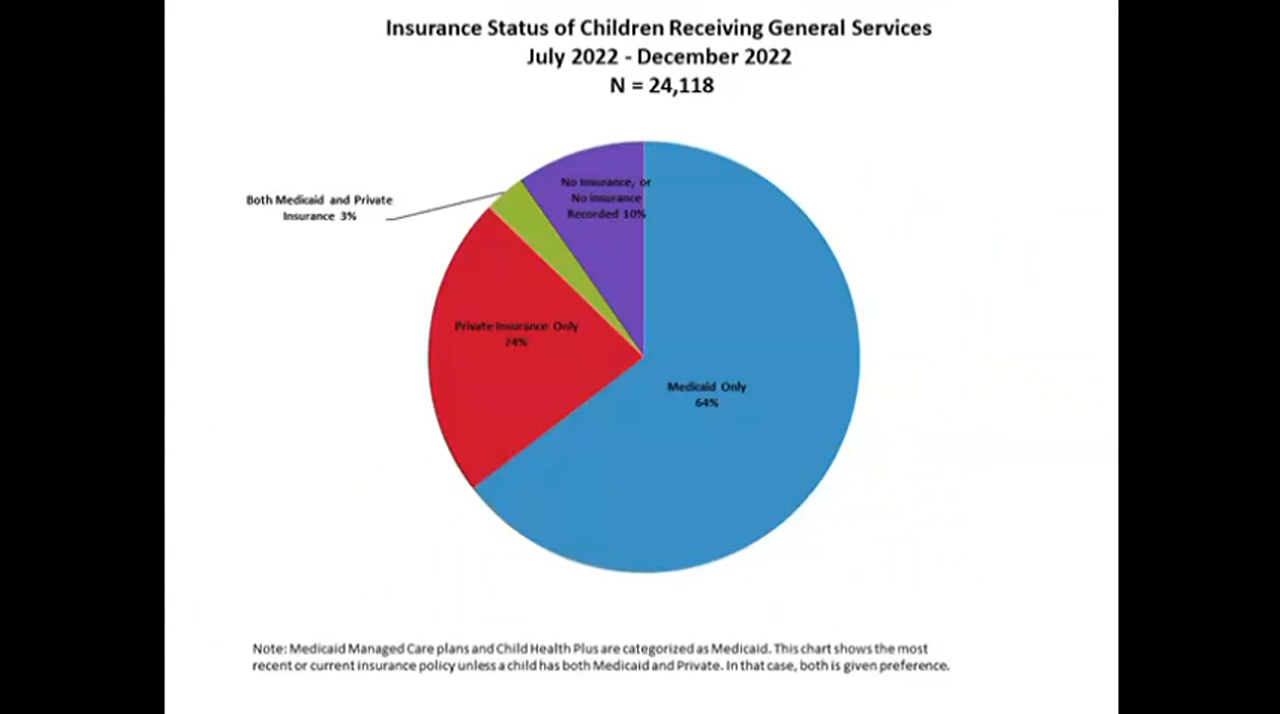 Insurance Status of Children Receiving General Services
July 2022 - December 2022
N = 24,118
No Insurance, or
No insurance
Recorded 10%
Both Medicaid and Private
Insurance 3%
Private Insurance Only
24%
Medicaid Only
64%
Note: Medicaid Managed Care plans and Child Health Plus are categorized as Medicaid. This chart shows the most
recent or current insurance policy unless a child has both Medicaid and Private. In that case, both is given preference.